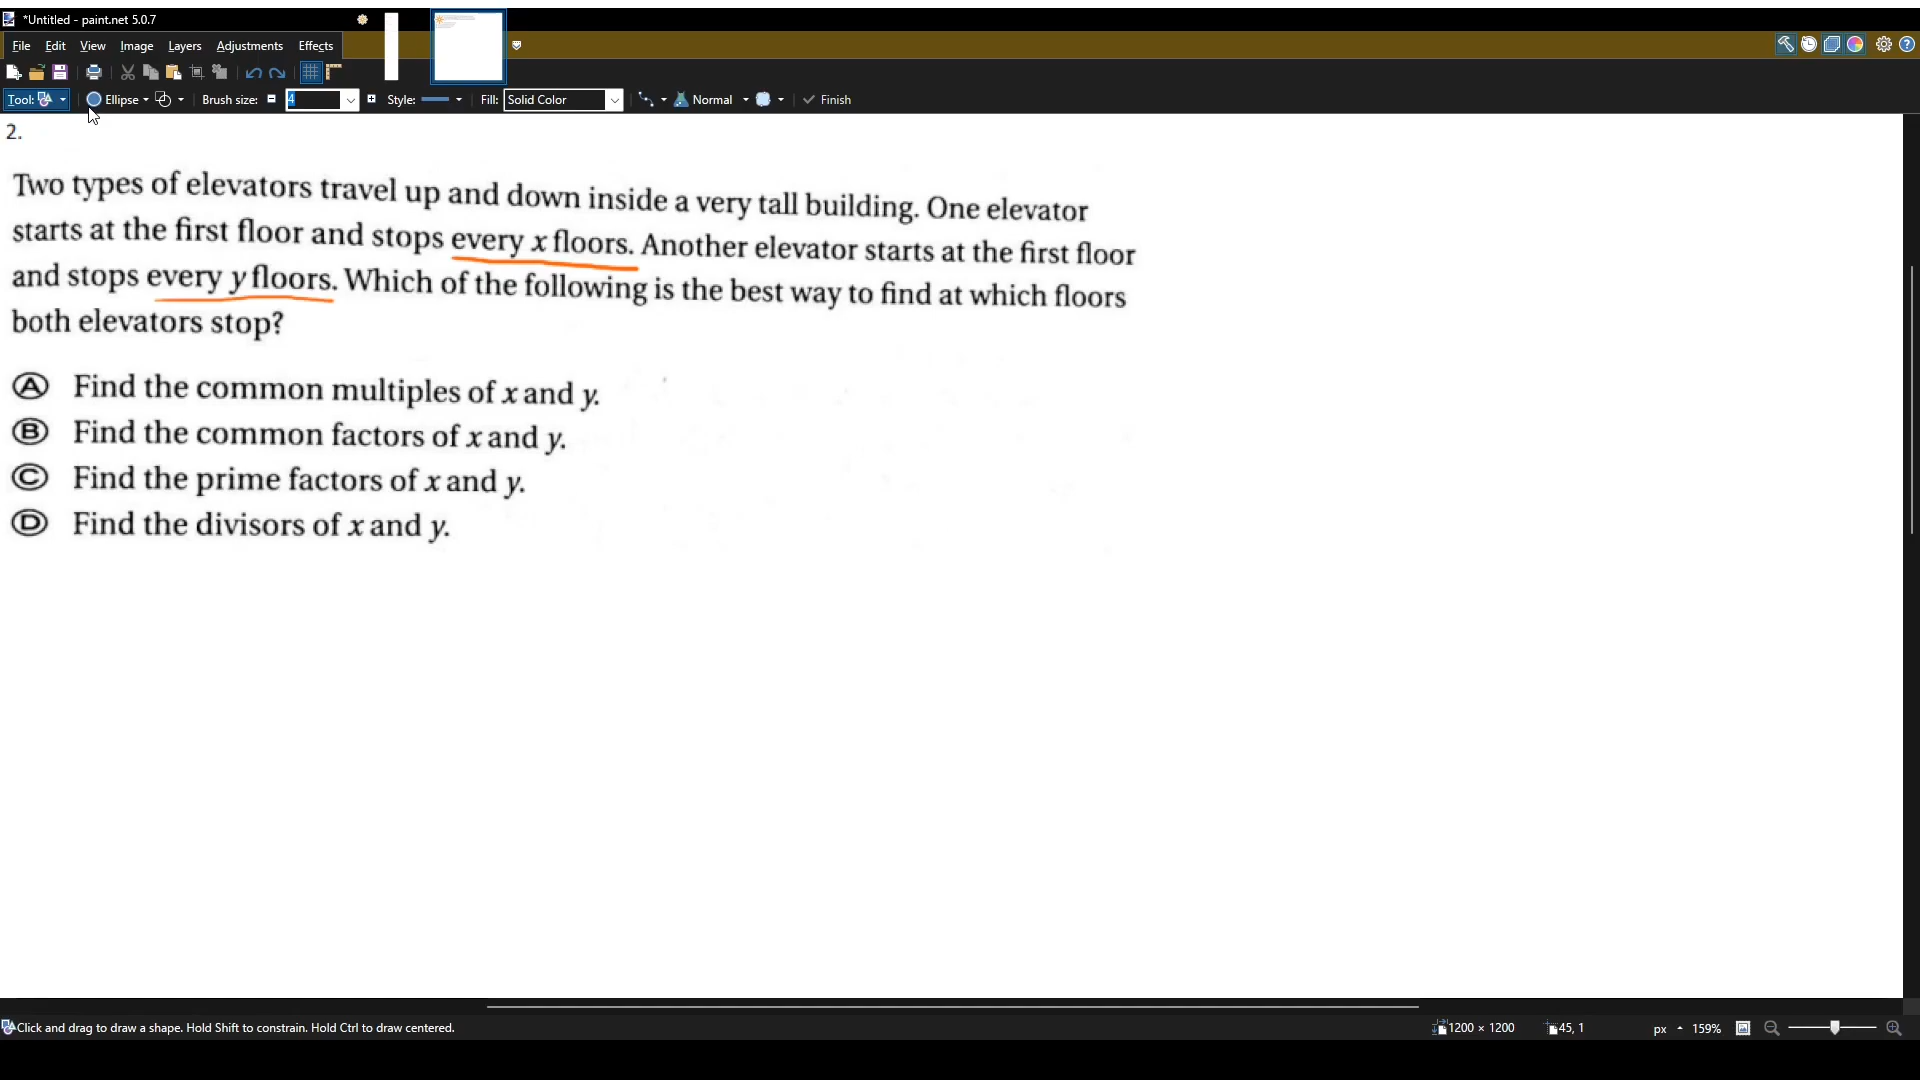 *Untitled - paint.net 5.0.7
File Edit View Image Layers Adjustments Effects
Tool: Ellipse Brush size: 4 Style: Fill: Solid Color Normal Finish
2.
Two types of elevators travel up and down inside a very tall building. One elevator
starts at the first floor and stops every x floors. Another elevator starts at the first floor
and stops every y floors. Which of the following is the best way to find at which floors
both elevators stop?
A Find the common multiples of x and y.
B Find the common factors of x and y.
C Find the prime factors of x and y.
D Find the divisors of x and y.
Click and drag to draw a shape. Hold Shift to constrain. Hold Ctrl to draw centered. 1200 × 1200 45, 1 px 159%